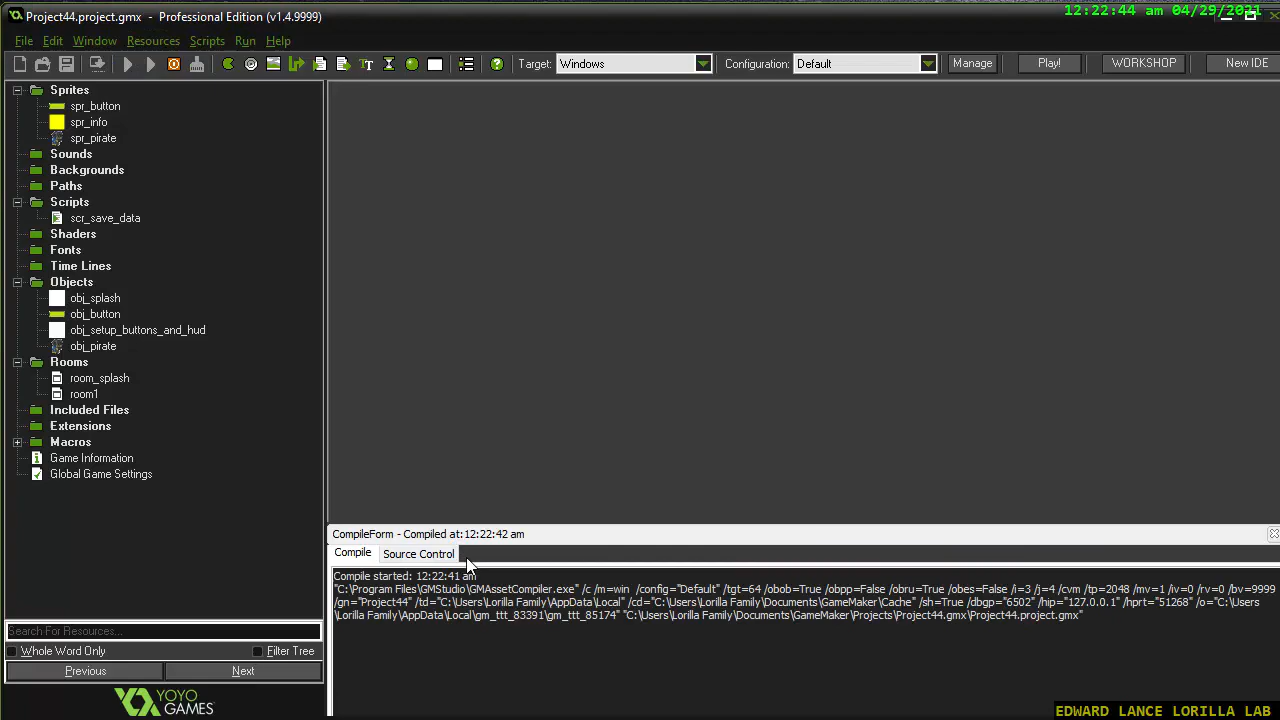 Project44.project.gmx  -  Professional Edition (v1.4.9999)
12:22:44 am 04/29/2021
File Edit Window Resources Scripts Run Help
Target: Windows Configuration: Default Manage Play! WORKSHOP New IDE
Sprites
spr_button
spr_info
spr_pirate
Sounds
Backgrounds
Paths
Scripts
scr_save_data
Shaders
Fonts
Time Lines
Objects
obj_splash
obj_button
obj_setup_buttons_and_hud
obj_pirate
Rooms
room_splash
room1
Included Files
Extensions
Macros
Game Information
Global Game Settings
Search For Resources...
Whole Word Only Filter Tree
Previous Next
YOYO
GAMES
CompileForm - Compiled at:12:22:42 am
Compile Source Control
Compile started: 12:22:41 am
"C:\Program Files\GMStudio\GMAssetCompiler.exe" /c /m=win  /config="Default" /tgt=64 /obob=True /obpp=False /obru=True /obes=False /i=3 /j=4 /cvm /tp=2048 /mv=1 /iv=0 /rv=0 /bv=9999
/gn="Project44" /td="C:\Users\Lorilla Family\AppData\Local" /cd="C:\Users\Lorilla Family\Documents\GameMaker\Cache" /sh=True /dbgp="6502" /hip="127.0.0.1" /hprt="51268" /o="C:\Users
\Lorilla Family\AppData\Local\gm_ttt_83391\gm_ttt_85174" "C:\Users\Lorilla Family\Documents\GameMaker\Projects\Project44.gmx\Project44.project.gmx"
EDWARD LANCE LORILLA LAB